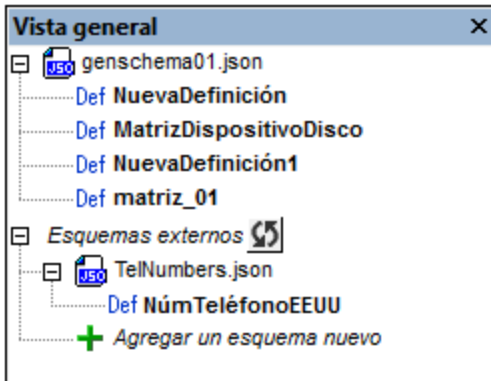 Vista general
genschema01.json
Def NuevaDefinición
Def MatrizDispositivoDisco
Def NuevaDefinición1
Def matriz_01
Esquemas externos
TelNumbers.json
Def NúmTeléfonoEEUU
Agregar un esquema nuevo